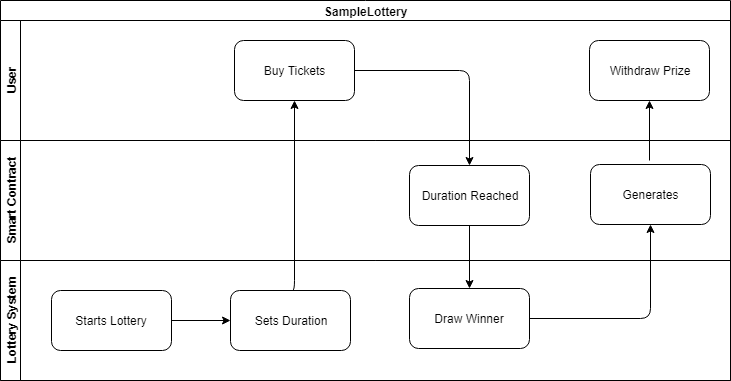 SampleLottery
User
Buy Tickets
Withdraw Prize
Smart Contract
Duration Reached
Generates
Lottery System
Starts Lottery
Sets Duration
Draw Winner